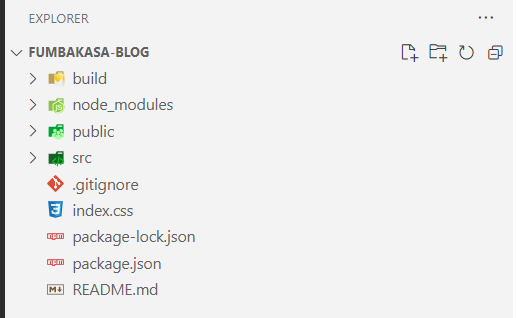 EXPLORER
FUMBAKASA-BLOG
build
node_modules
public
src
.gitignore
index.css
package-lock.json
package.json
README.md